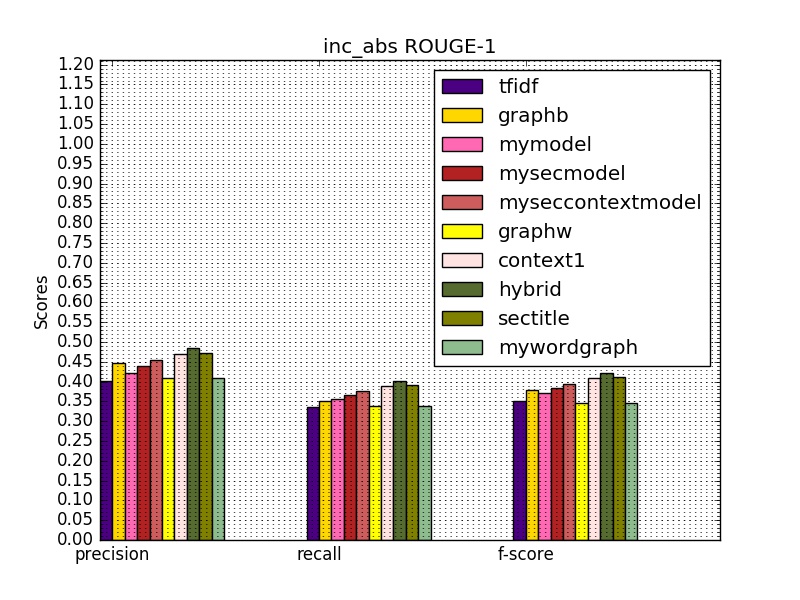 inc_abs ROUGE-1
1.20
1.15
1.10
1.05
1.00
0.95
0.90
0.85
0.80
0.75
0.70
0.65
0.60
0.55
0.50
0.45
0.40
0.35
0.30
0.25
0.20
0.15
0.10
0.05
0.00
Scores
tfidf
graphb
mymodel
mysecmodel
myseccontextmodel
graphw
context1
hybrid
sectitle
mywordgraph
precision
recall
f-score